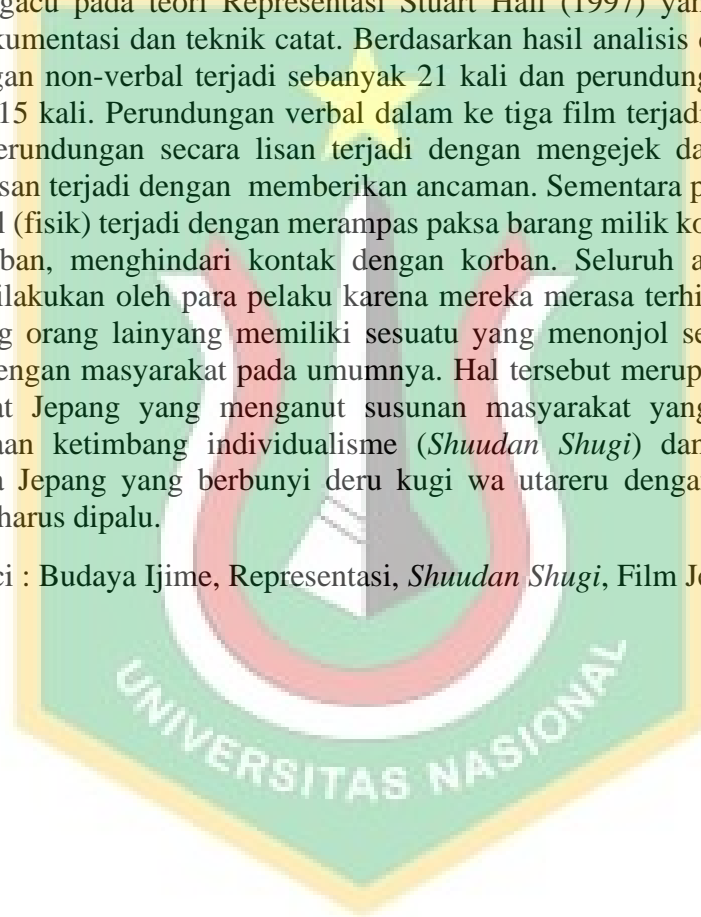 gacu pada teori Representasi Stuart Hall (1997) yan
kumentasi dan teknik catat. Berdasarkan hasil analisis
gan non-verbal terjadi sebanyak 21 kali dan perundung
15 kali. Perundungan verbal dalam ke tiga film terjadi
erundungan secara lisan terjadi dengan mengejek da
san terjadi dengan memberikan ancaman. Sementara p
l (fisik) terjadi dengan merampas paksa barang milik ko
ban, menghindari kontak dengan korban. Seluruh a
ilakukan oleh para pelaku karena mereka merasa terhi
g orang lainyang memiliki sesuatu yang menonjol se
engan masyarakat pada umumnya. Hal tersebut merup
at Jepang yang menganut susunan masyarakat yang
aan ketimbang individualisme (Shuudan Shugi) dan
a Jepang yang berbunyi deru kugi wa utareru denga
harus dipalu.
ci : Budaya Ijime, Representasi, Shuudan Shugi, Film Je
UNIVERSITAS NASIONAL